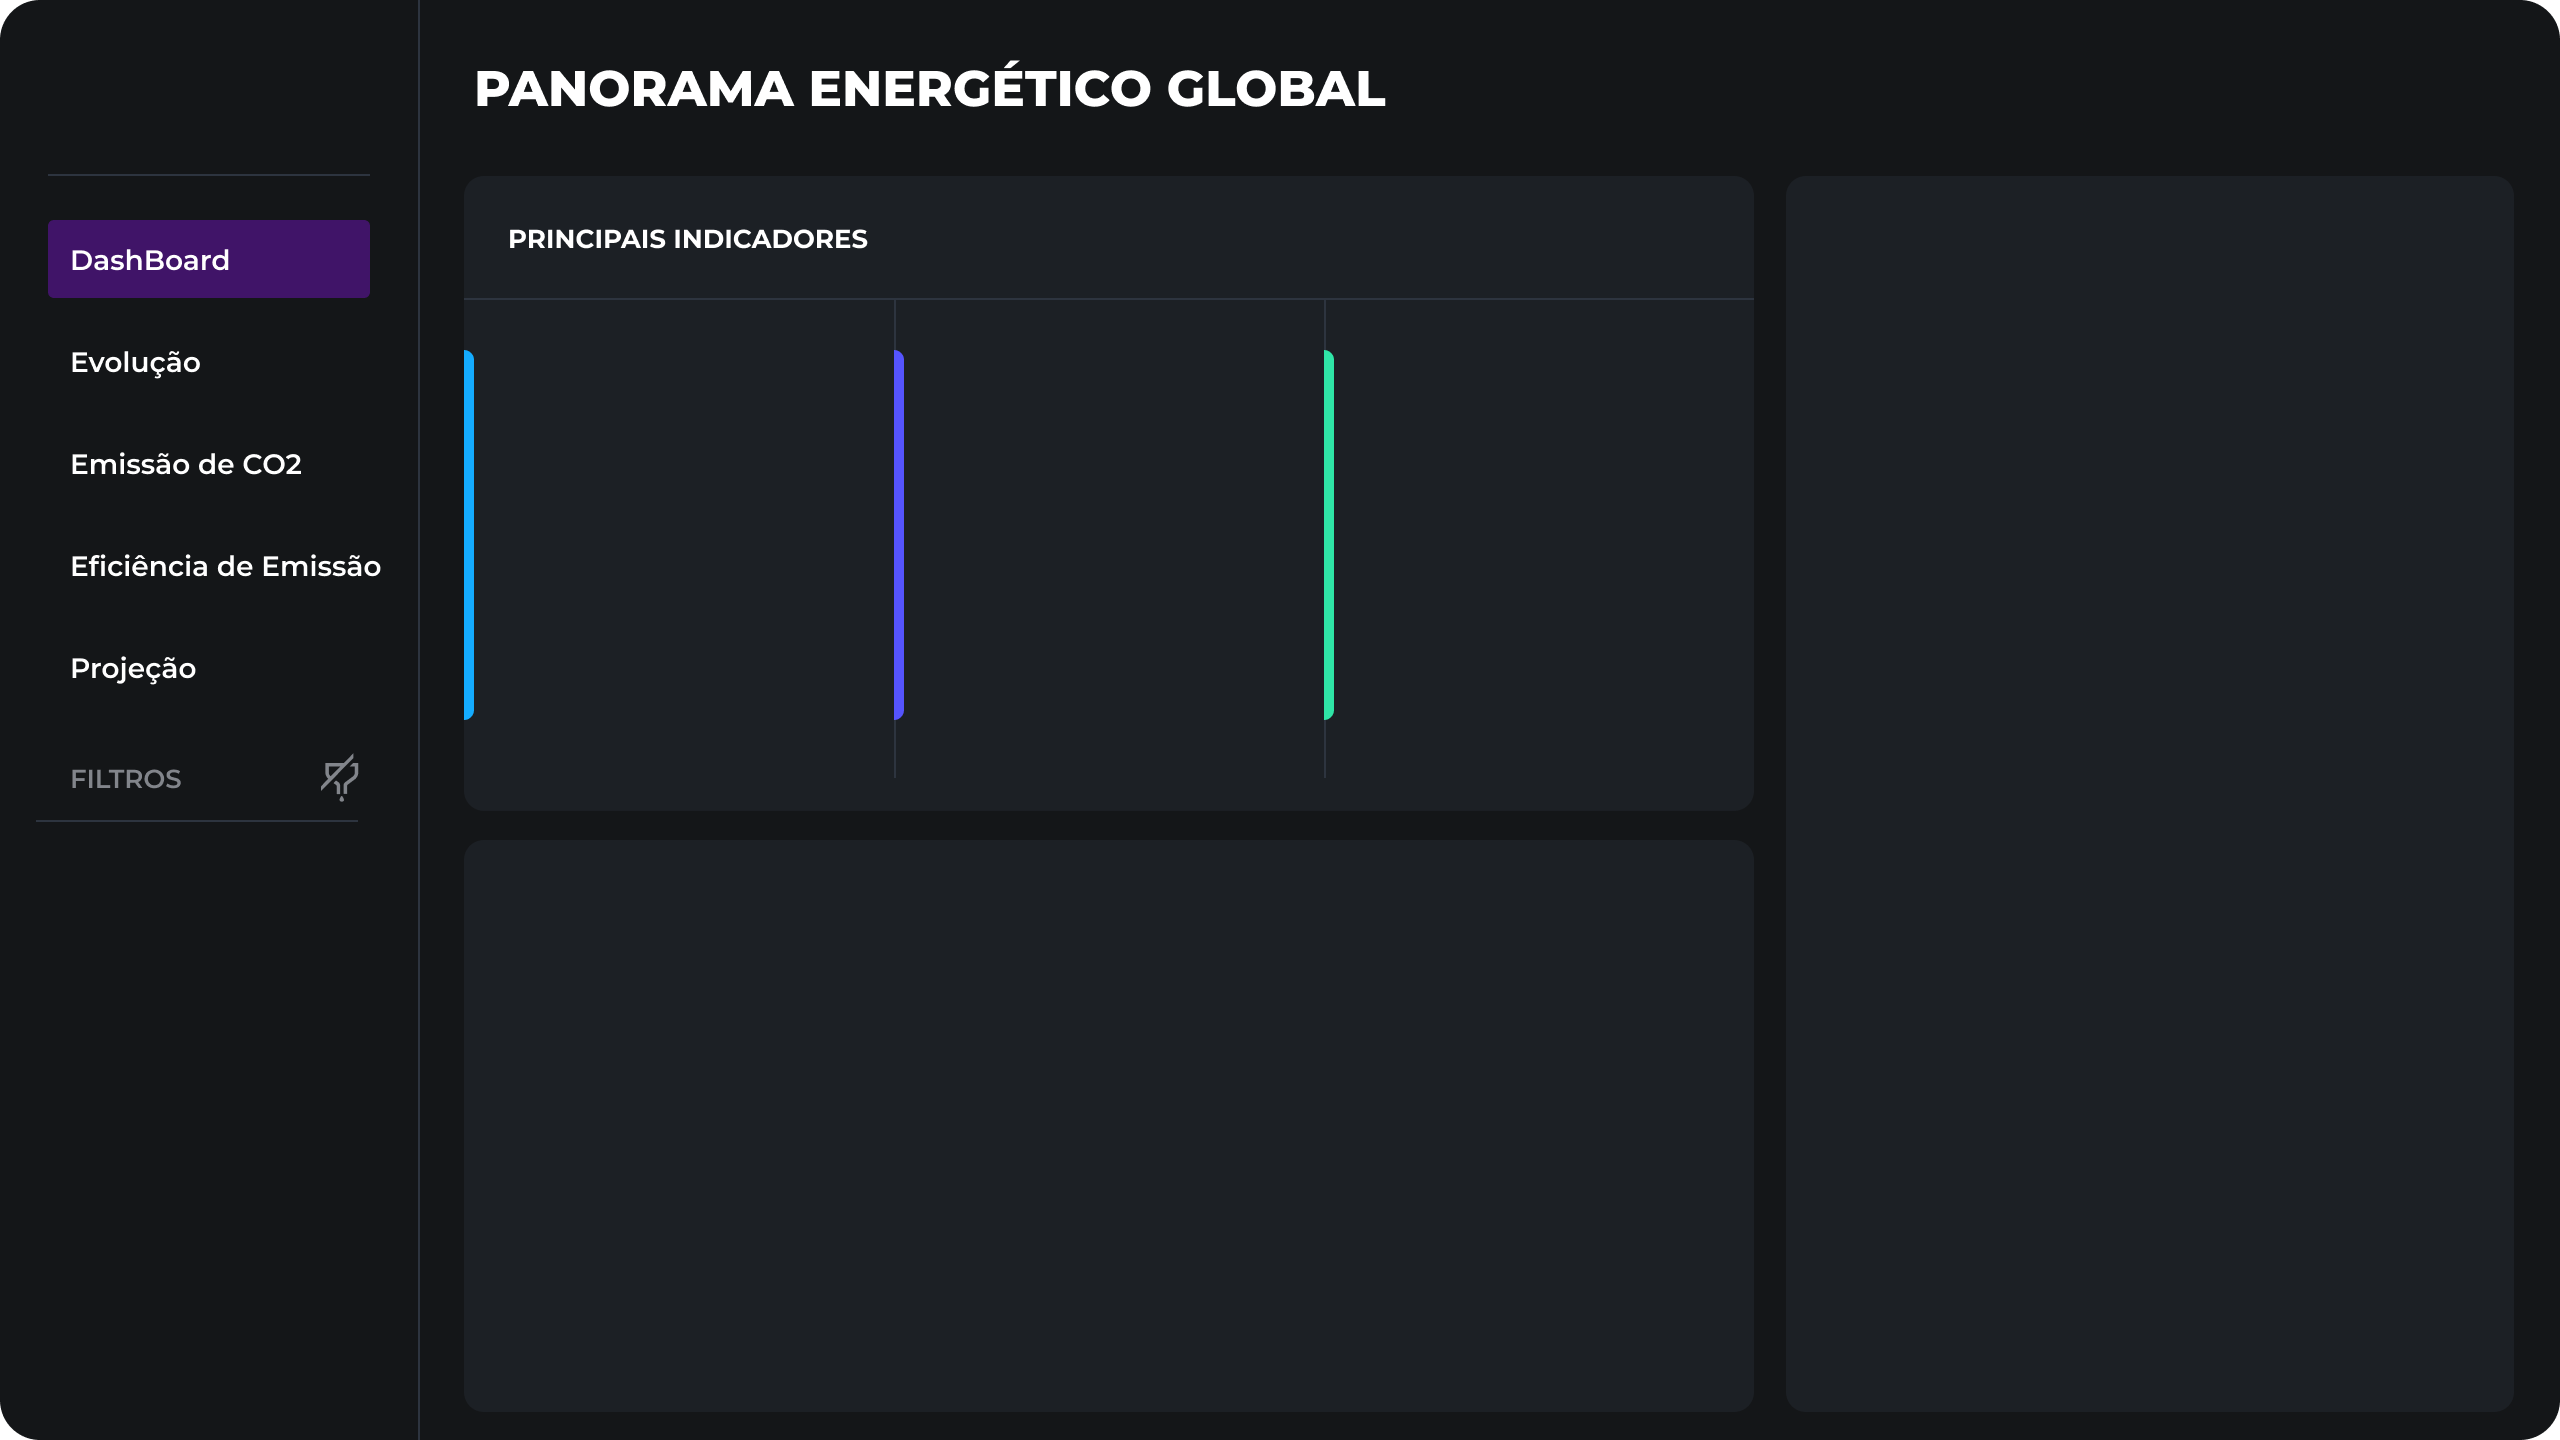 PANORAMA ENERGÉTICO GLOBAL
DashBoard
Evolução
Emissão de CO2
Eficiência de Emissão
Projeção
FILTROS
PRINCIPAIS INDICADORES